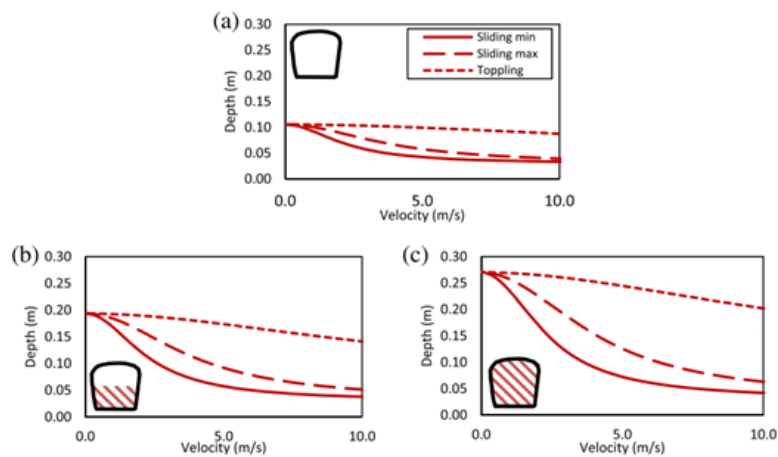 (a)
0.30
0.25
0.20
0.15
0.10
0.05
0.00
Depth (m)
Sliding min
Sliding max
Toppling
0.0 5.0 10.0
Velocity (m/s)
(b)
0.30
0.25
0.20
0.15
0.10
0.05
0.00
Depth (m)
0.0 5.0 10.0
Velocity (m/s)
(c)
0.30
0.25
0.20
0.15
0.10
0.05
0.00
Depth (m)
0.0 5.0 10.0
Velocity (m/s)